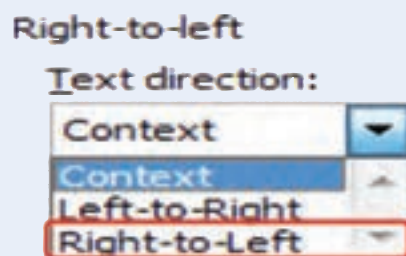 Right-to-left
Text direction:
Context
Context
Left-to-Right
Right-to-Left